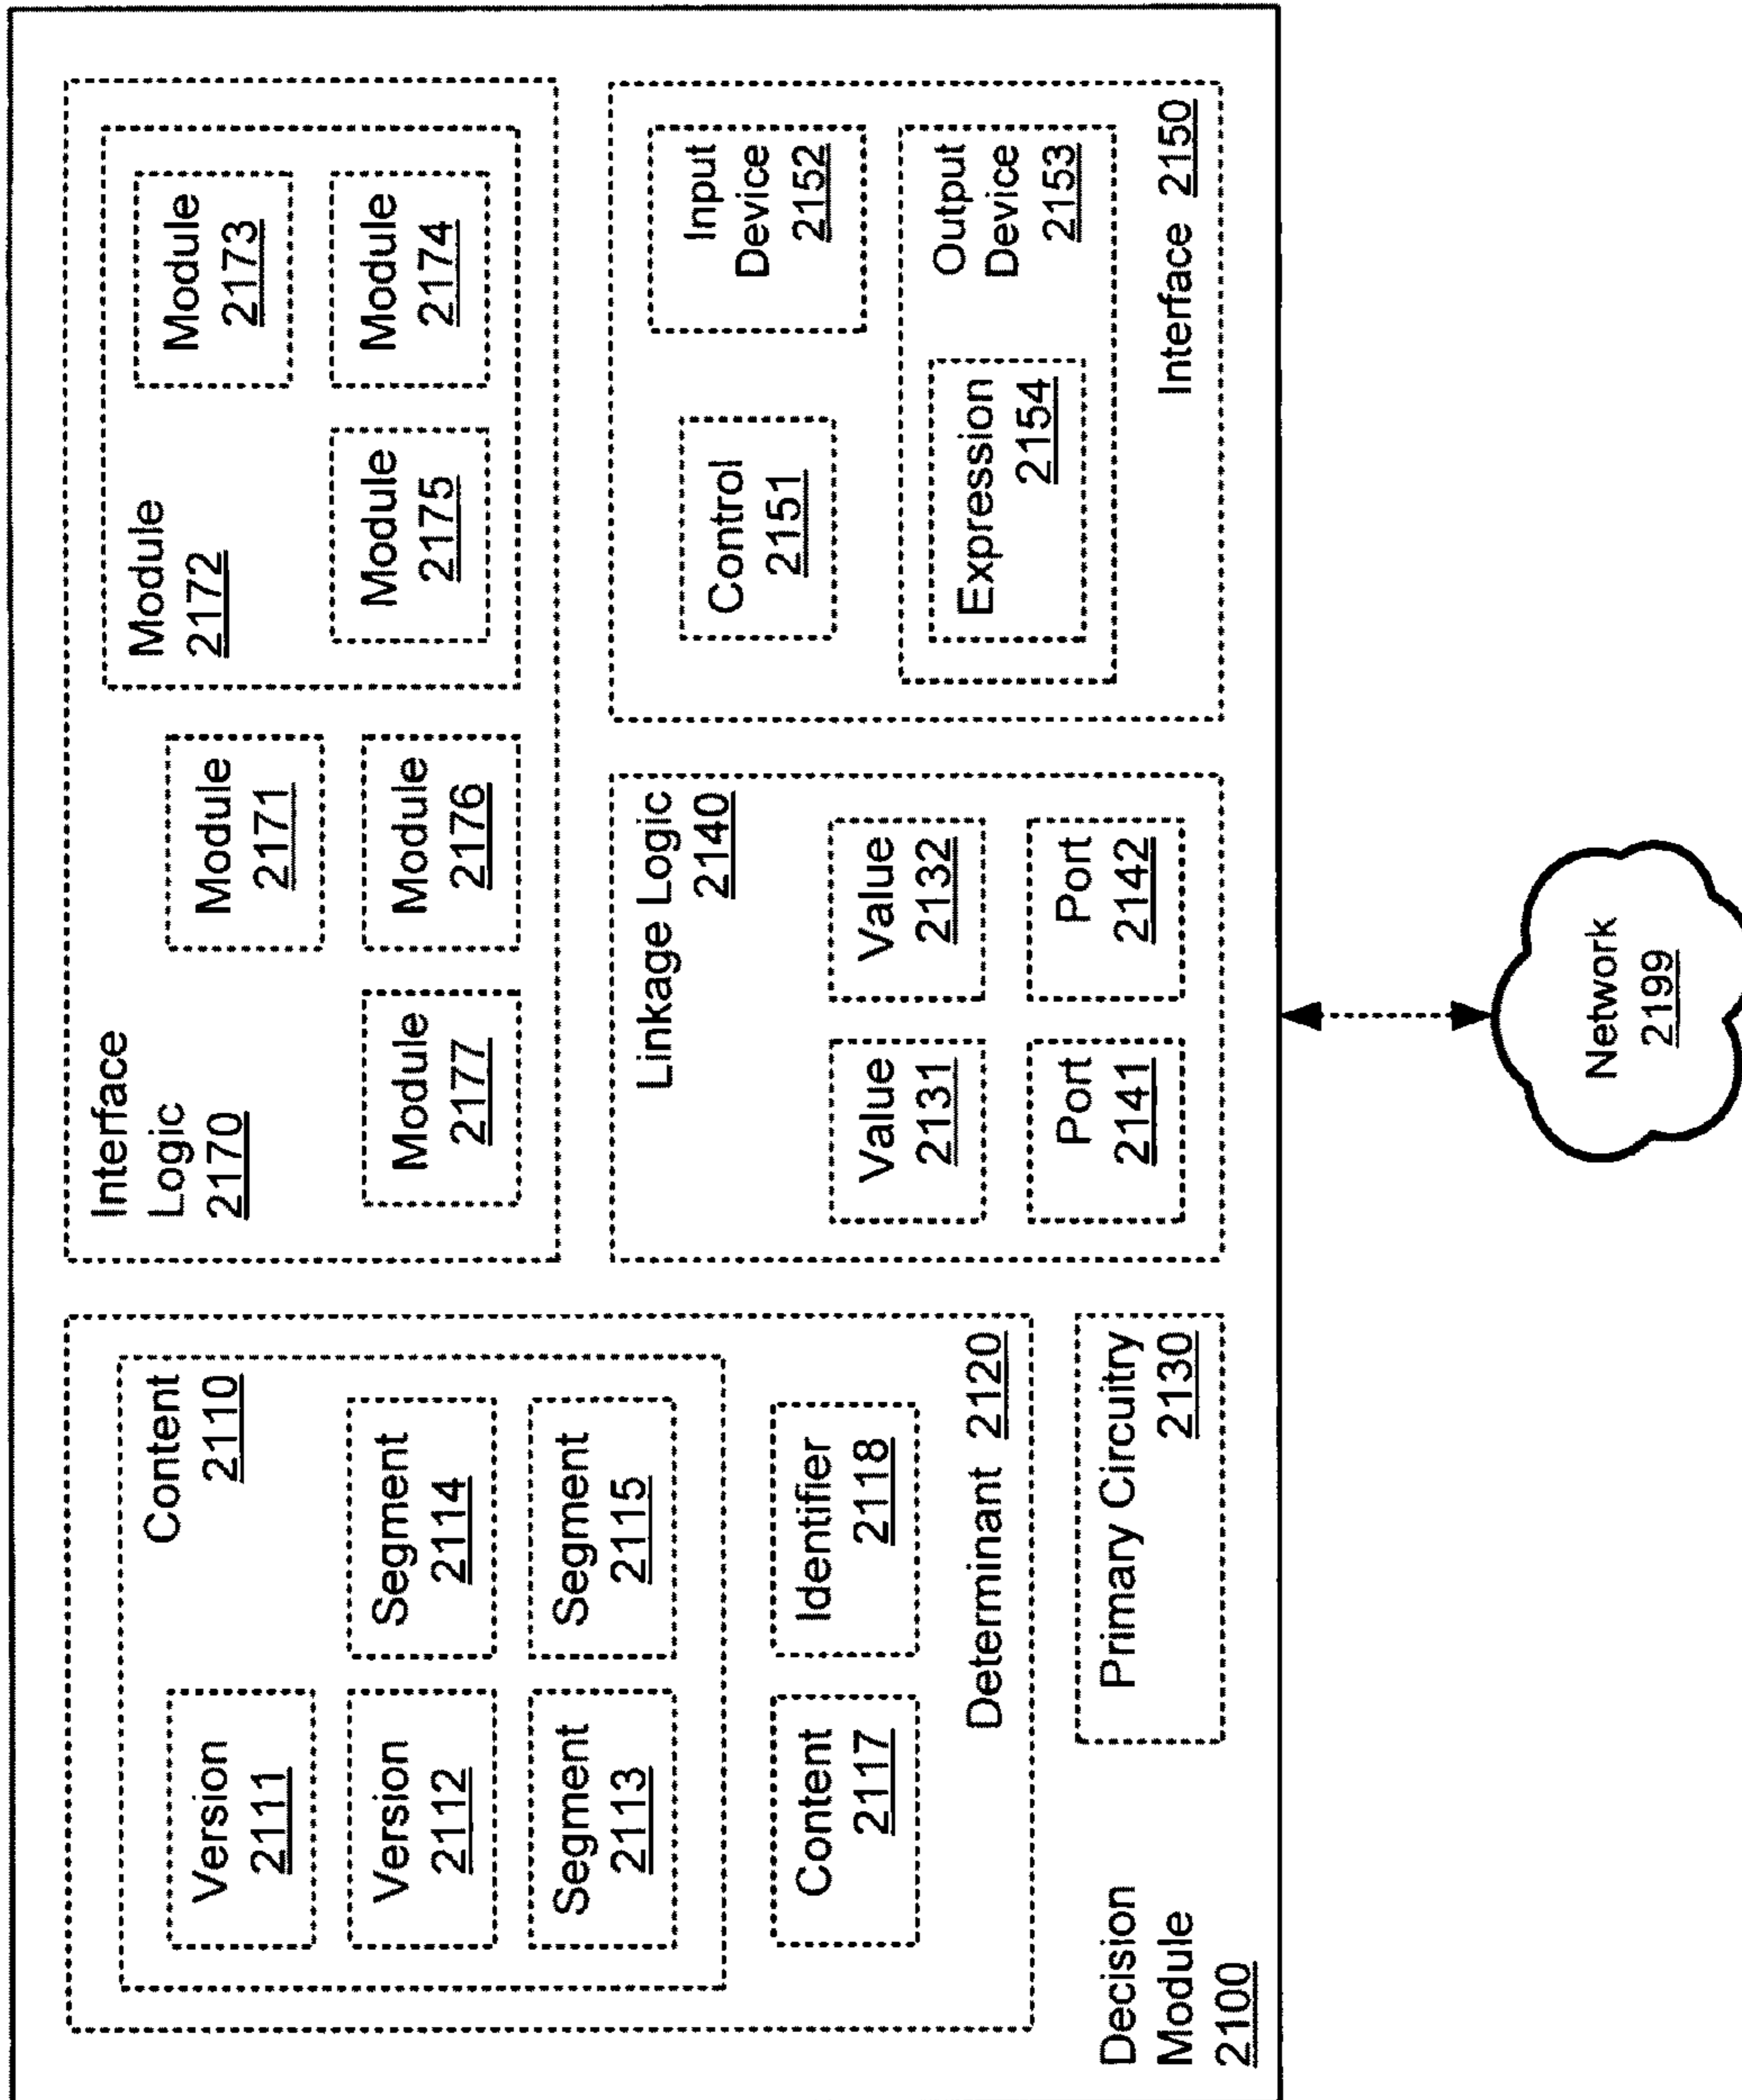 Content
2110
Version
2111
Version
2112
Segment
2114
Segment
2113
Segment
2115
Content
2117
Identifier
2118
Determinant 2120
Primary Circuitry
2130
Decision
Module
2100
Interface
Logic
2170
Module
2171
Module
2177
Module
2176
Module
2172
Module
2173
Module
2175
Module
2174
Linkage Logic
2140
Value
2131
Value
2132
Port
2141
Port
2142
Control
2151
Input
Device
2152
Expression
2154
Output
Device
2153
Interface 2150
Network
2199